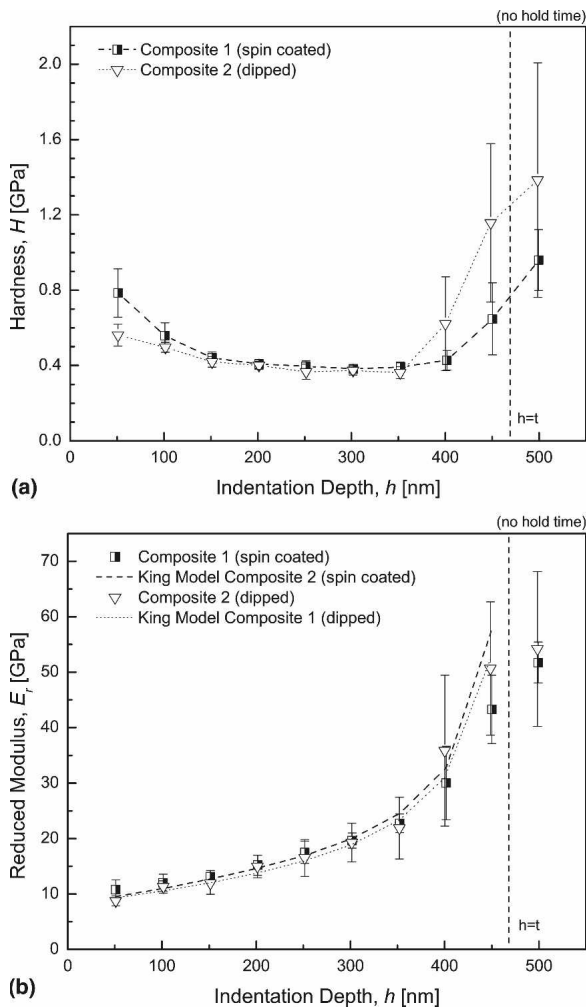 (no hold time)
Composite 1 (spin coated)
Composite 2 (dipped)
2.0
1.6
1.2
0.8
0.4
0.0
Hardness, H [GPa]
h=t
0 100 200 300 400 500
Indentation Depth, h [nm]
(a)
(no hold time)
Composite 1 (spin coated)
King Model Composite 2 (spin coated)
Composite 2 (dipped)
King Model Composite 1 (dipped)
70
60
50
40
30
20
10
0
Reduced Modulus, Er [GPa]
h=t
0 100 200 300 400 500
Indentation Depth, h [nm]
(b)